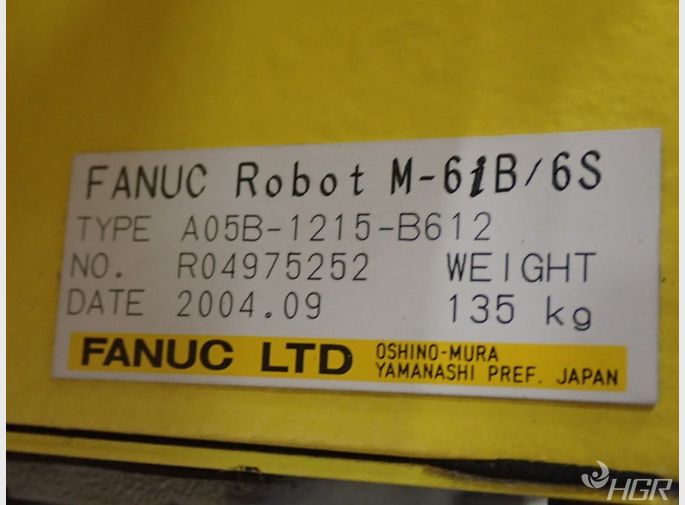 FANUC Robot M-6iB/6S
TYPE A05B-1215-B612
NO. R04975252 WEIGHT
DATE 2004.09 135 kg
FANUC LTD OSHINO-MURA
YAMANASHI PREF. JAPAN
HGR